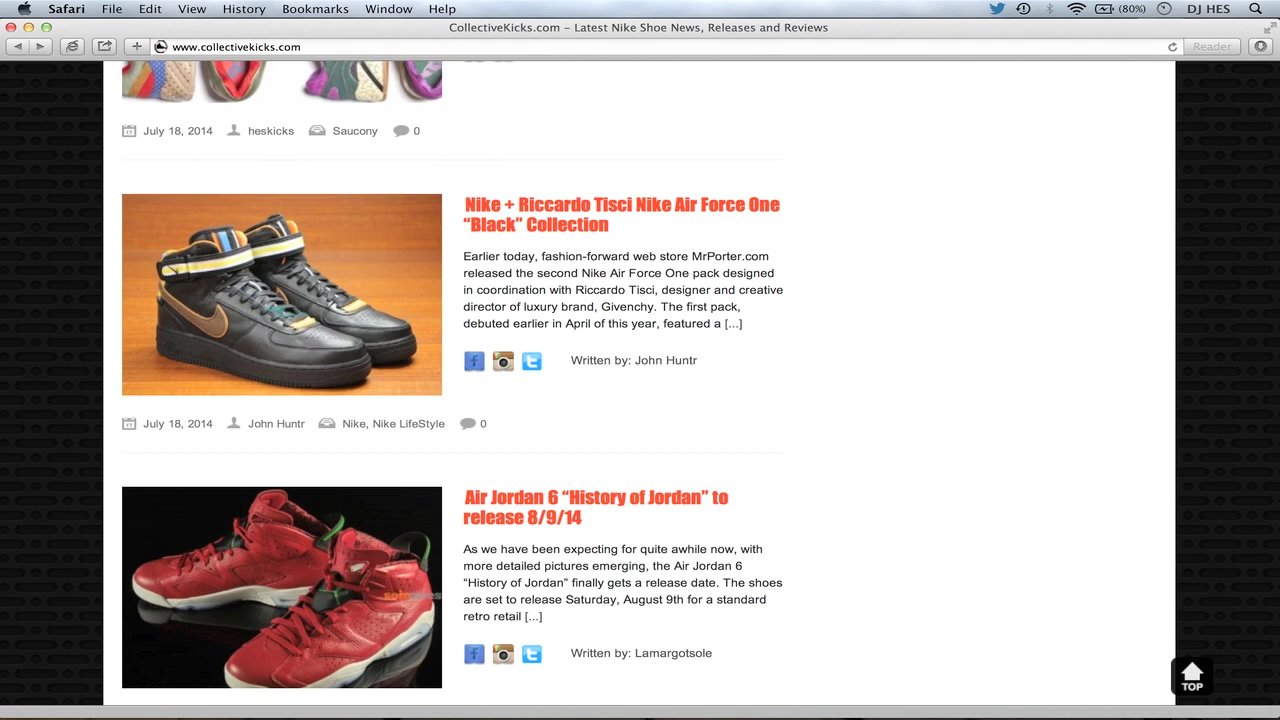 Safari File Edit View History Bookmarks Window Help (80%) DJ HES
CollectiveKicks.com – Latest Nike Shoe News, Releases and Reviews
www.collectivekicks.com Reader
July 18, 2014 heskicks Saucony 0
Nike + Riccardo Tisci Nike Air Force One
“Black” Collection
Earlier today, fashion-forward web store MrPorter.com
released the second Nike Air Force One pack designed
in coordination with Riccardo Tisci, designer and creative
director of luxury brand, Givenchy. The first pack,
debuted earlier in April of this year, featured a [...]
Written by: John Huntr
July 18, 2014 John Huntr Nike, Nike LifeStyle 0
Air Jordan 6 “History of Jordan” to
release 8/9/14
As we have been expecting for quite awhile now, with
more detailed pictures emerging, the Air Jordan 6
“History of Jordan” finally gets a release date. The shoes
are set to release Saturday, August 9th for a standard
retro retail [...]
Written by: Lamargotsole
TOP